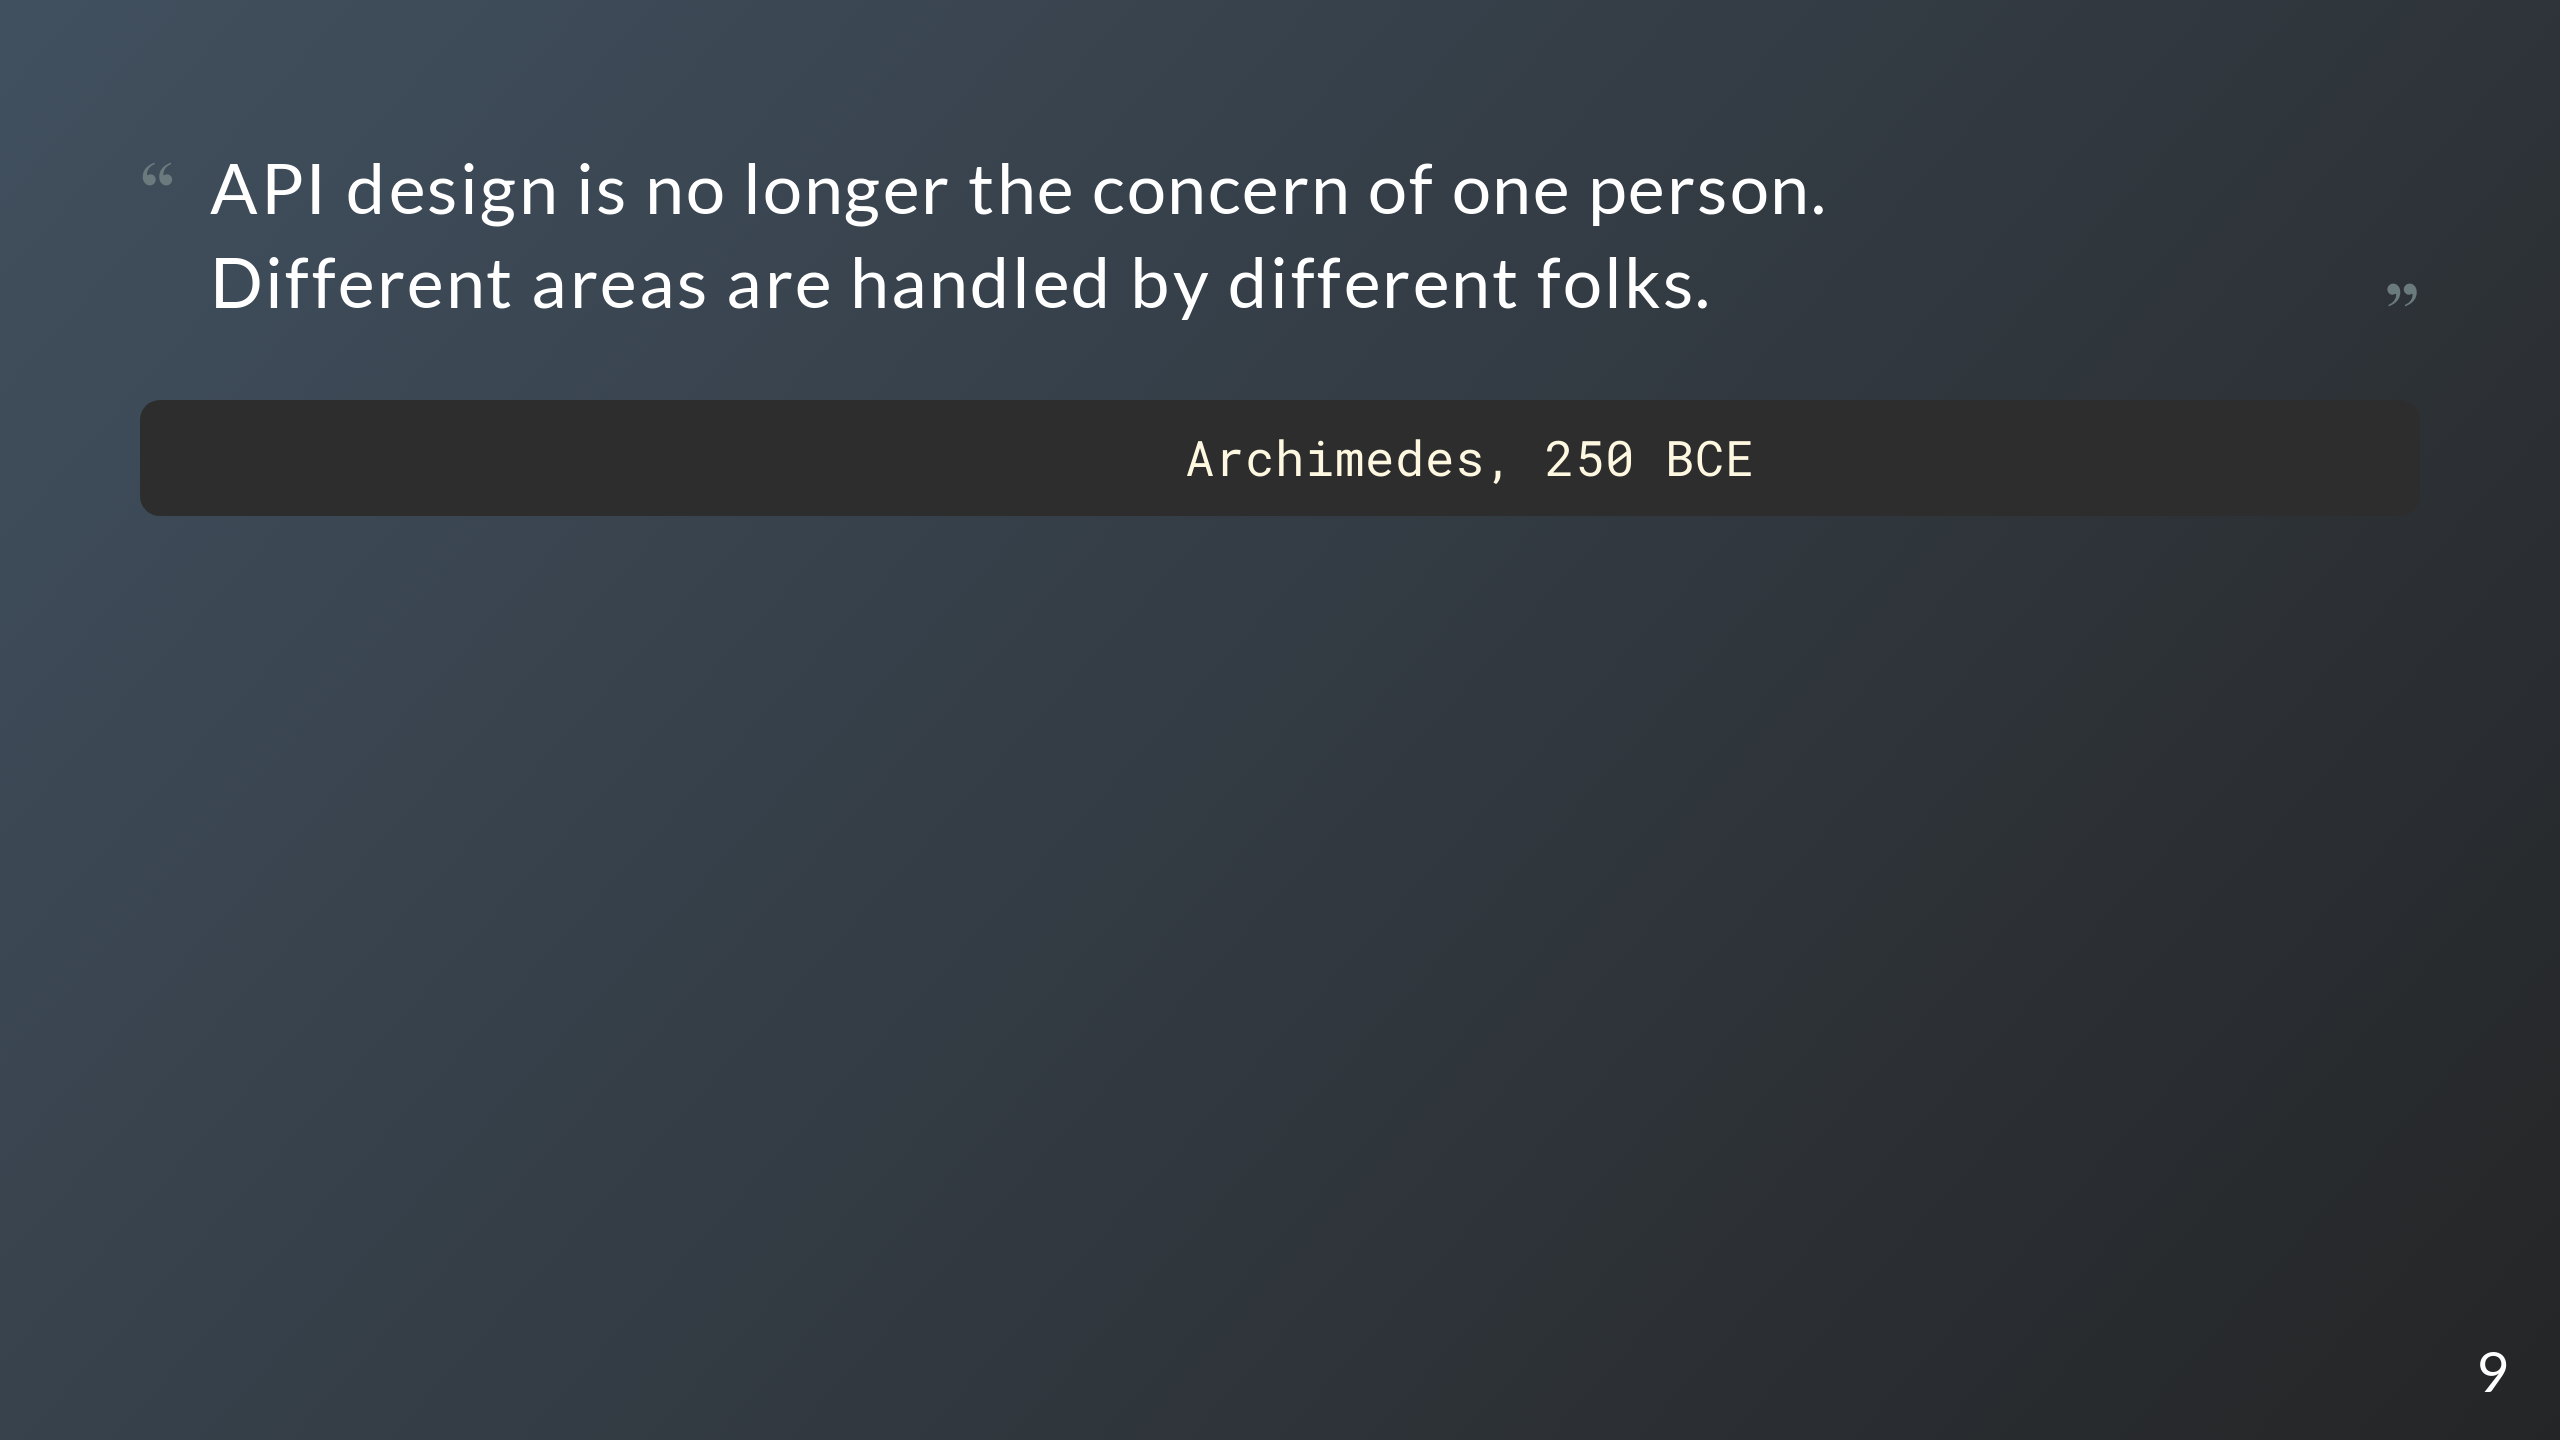 “ API design is no longer the concern of one person.
Different areas are handled by different folks. ”
Archimedes, 250 BCE
9